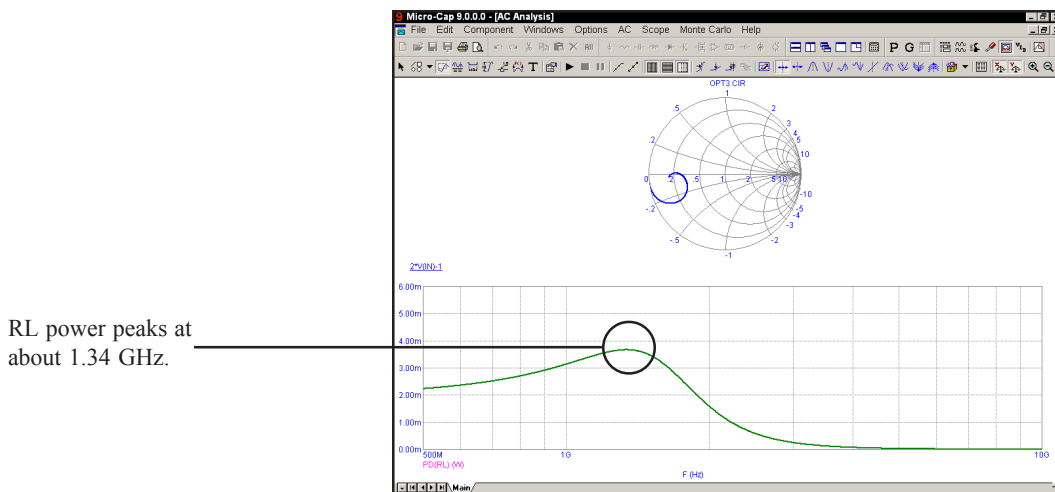 9 Micro-Cap 9.0.0.0 - [AC Analysis]
File Edit Component Windows Options AC Scope Monte Carlo Help
All P G
T
OPT3.CIR
1
.5 2
3
4
5
.2 10
0 .2 .5 1. 2 5 10
-10
-.2 -5
-4
-3
-.5 -2
-1
2*V(IN)-1
6.00m
5.00m
RL power peaks at
about 1.34 GHz.
4.00m
3.00m
2.00m
1.00m
0.00m
500M 1G 10G
PD(RL) (W)
F (Hz)
Main